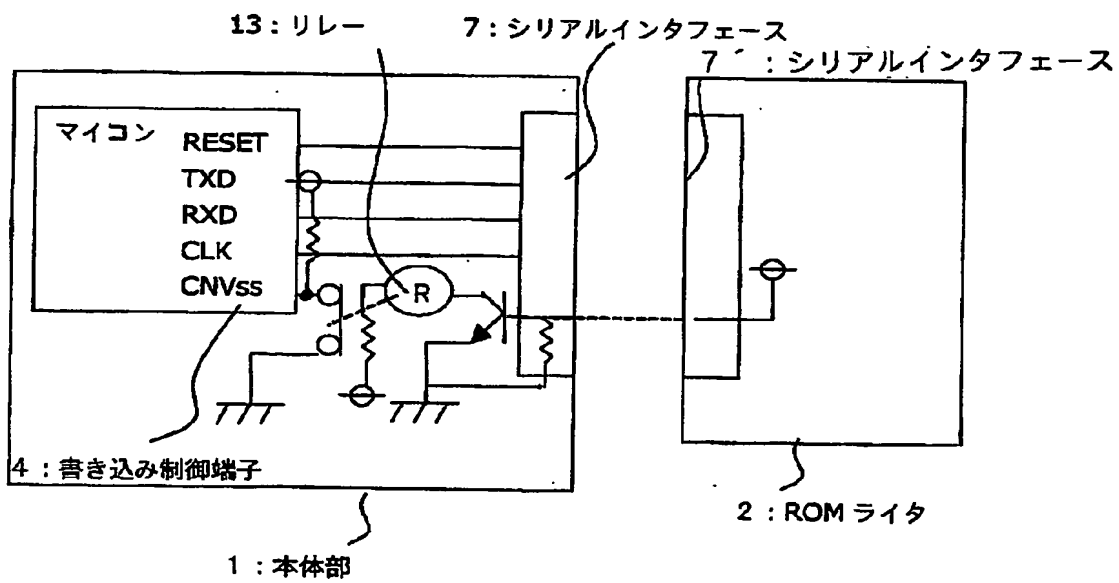 13：リレー
7：シリアルインタフェース
7´：シリアルインタフェース
マイコン
RESET
TXD
RXD
CLK
CNVss
R
4：書き込み制御端子
2：ROMライタ
1：本体部